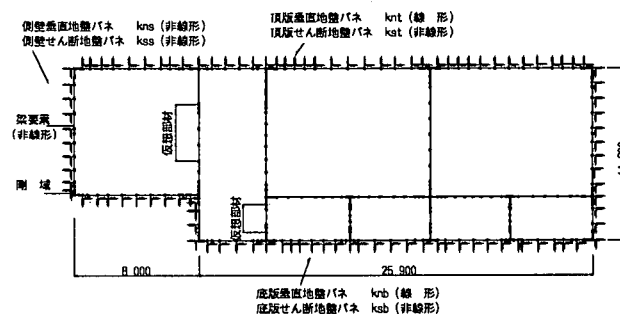 頂版垂直地盤バネ knt (線 形)
頂版せん断地盤バネ kst (非線形)
側壁垂直地盤バネ kns (非線形)
側壁せん断地盤バネ kss (非線形)
梁要素
(非線形)
仮想部材
剛 域
仮想部材
8 000
25.900
底版垂直地盤バネ knb (線 形)
底版せん断地盤バネ ksb (非線形)